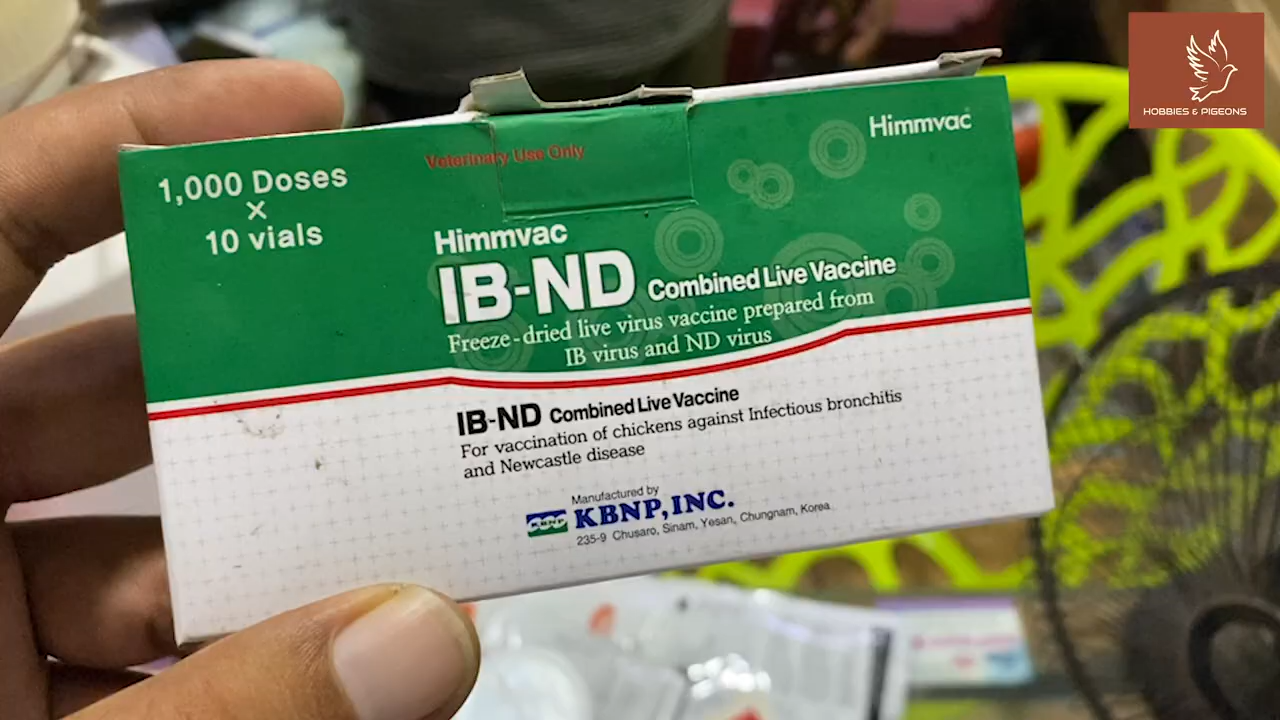 HOBBIES & PIGEONS
Himmvac
Veterinary Use Only
1,000 Doses
×
10 vials
Himmvac
IB-ND Combined Live Vaccine
Freeze-dried live virus vaccine prepared from
IB virus and ND virus
IB-ND Combined Live Vaccine
For vaccination of chickens against Infectious bronchitis
and Newcastle disease
Manufactured by
KBNP
KBNP, INC.
235-9 Chusaro, Sinam, Yesan, Chungnam, Korea